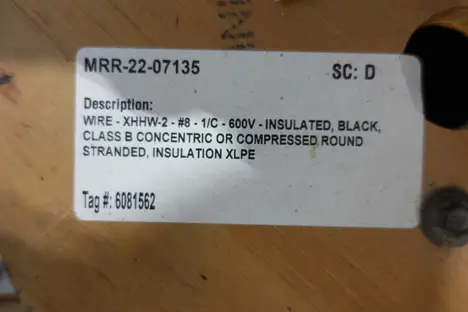 MRR-22-07135 SC: D
Description:
WIRE - XHHW-2 - #8 - 1/C - 600V - INSULATED, BLACK,
CLASS B CONCENTRIC OR COMPRESSED ROUND
STRANDED, INSULATION XLPE
Tag #: 6081562